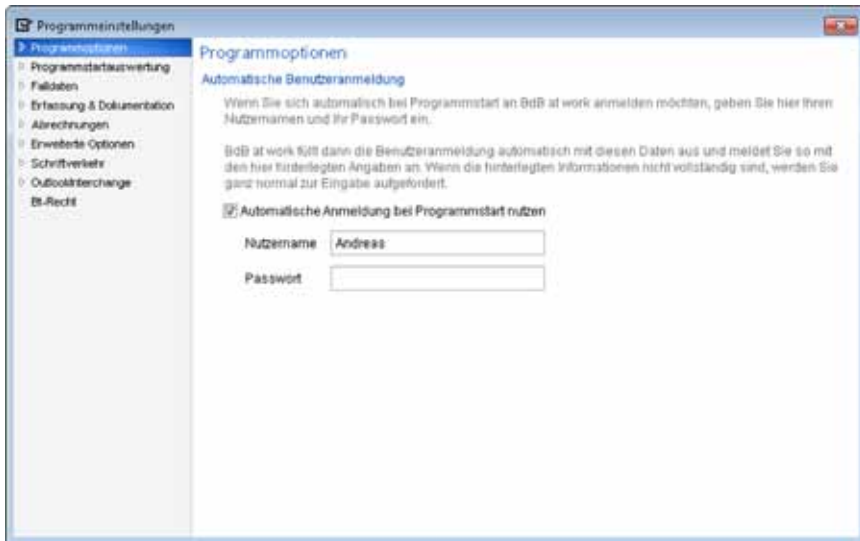 Programmeinstellungen
Programmoptionen
Programmstartauswertung
Falldaten
Erfassung & Dokumentation
Abrechnungen
Erweiterte Optionen
Schriftverkehr
OutlookInterchange
Bt-Recht
Programmoptionen
Automatische Benutzeranmeldung
Wenn Sie sich automatisch bei Programmstart an BdB at work anmelden möchten, geben Sie hier Ihren
Nutzernamen und Ihr Passwort ein.
BdB at work füllt dann die Benutzeranmeldung automatisch mit diesen Daten aus und meldet Sie so mit
den hier hinterlegten Angaben an. Wenn die hinterlegten Informationen nicht vollständig sind, werden Sie
ganz normal zur Eingabe aufgefordert.
Automatische Anmeldung bei Programmstart nutzen
Nutzername Andreas
Passwort